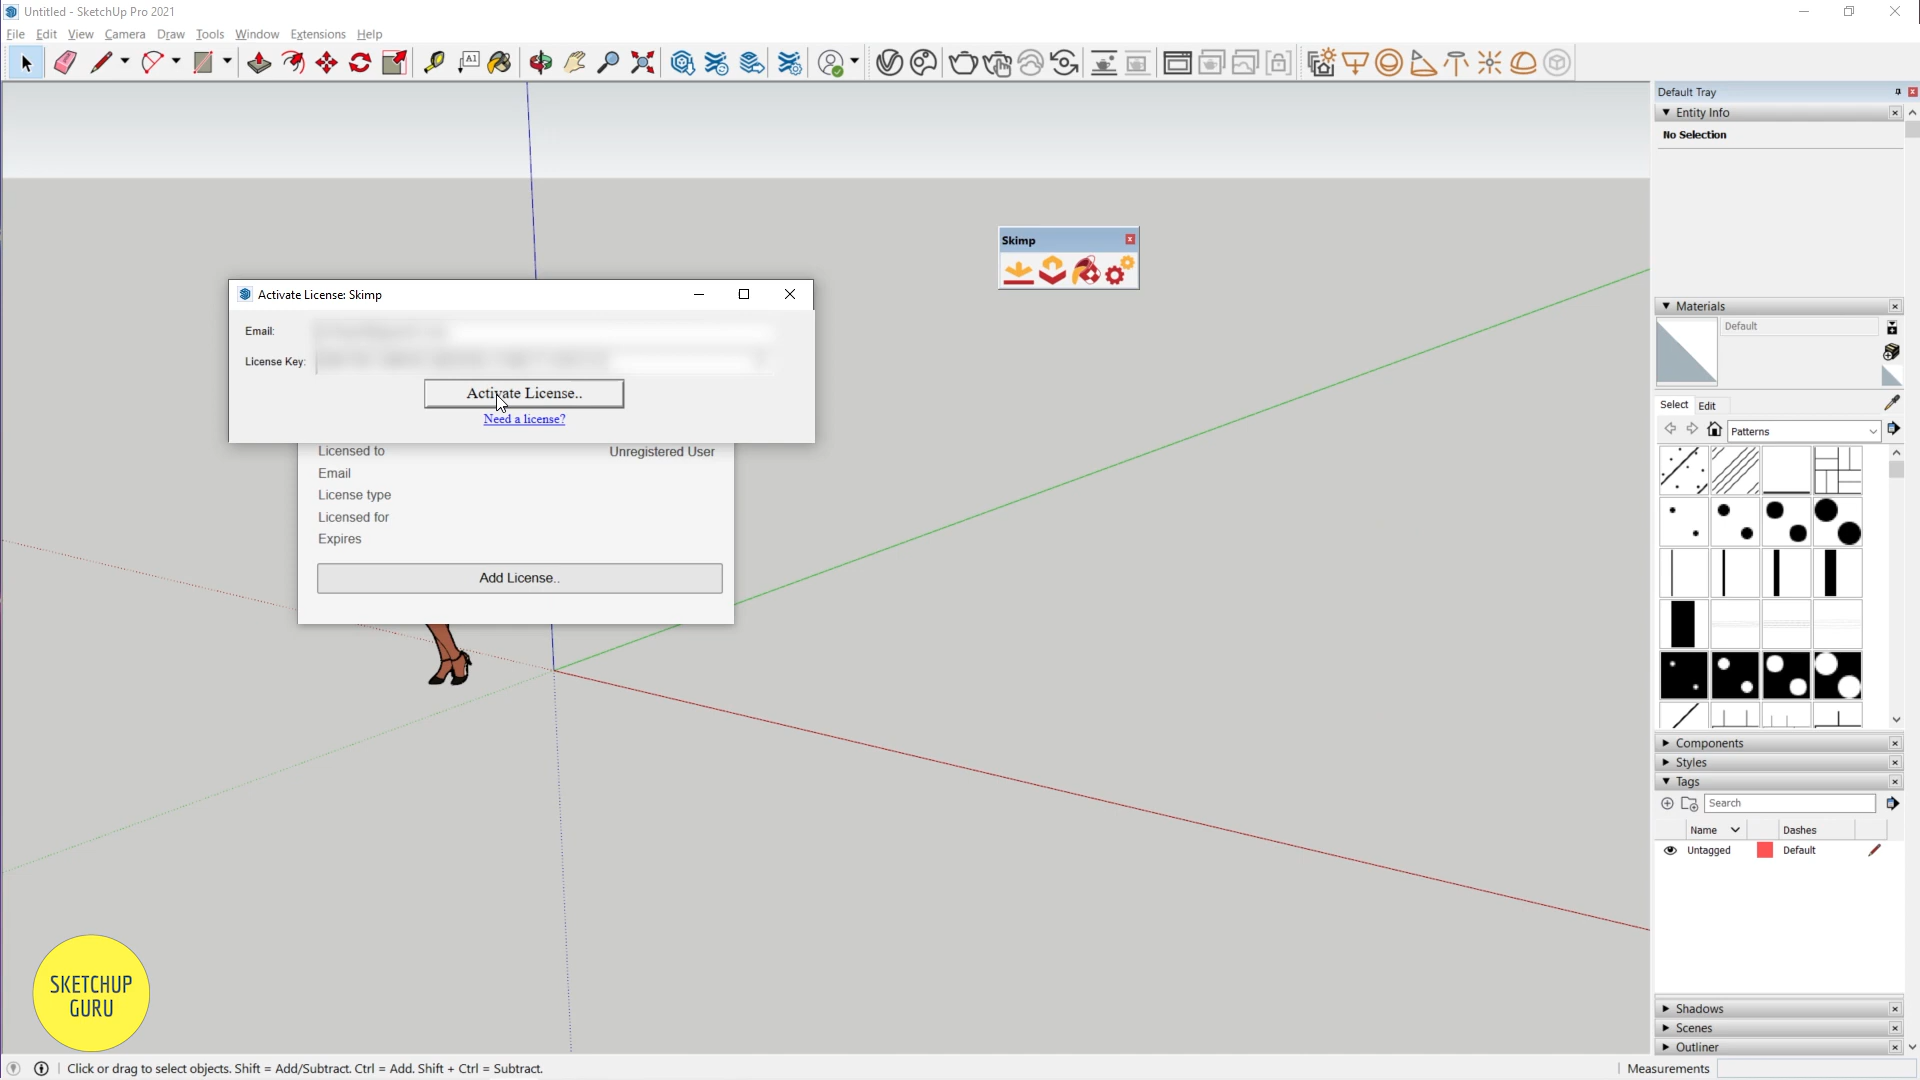 Untitled - SketchUp Pro 2021
File Edit View Camera Draw Tools Window Extensions Help
A1
Default Tray
Entity Info
No Selection
Skimp
Activate License: Skimp
Email:
License Key:
Activate License..
Need a license?
Licensed to Unregistered User
Email
License type
Licensed for
Expires
Add License..
Materials
Default
Select Edit
Patterns
Components
Styles
Tags
Search
Name Dashes
Untagged Default
Shadows
Scenes
Outliner
SKETCHUP
GURU
Click or drag to select objects. Shift = Add/Subtract. Ctrl = Add. Shift + Ctrl = Subtract.
Measurements